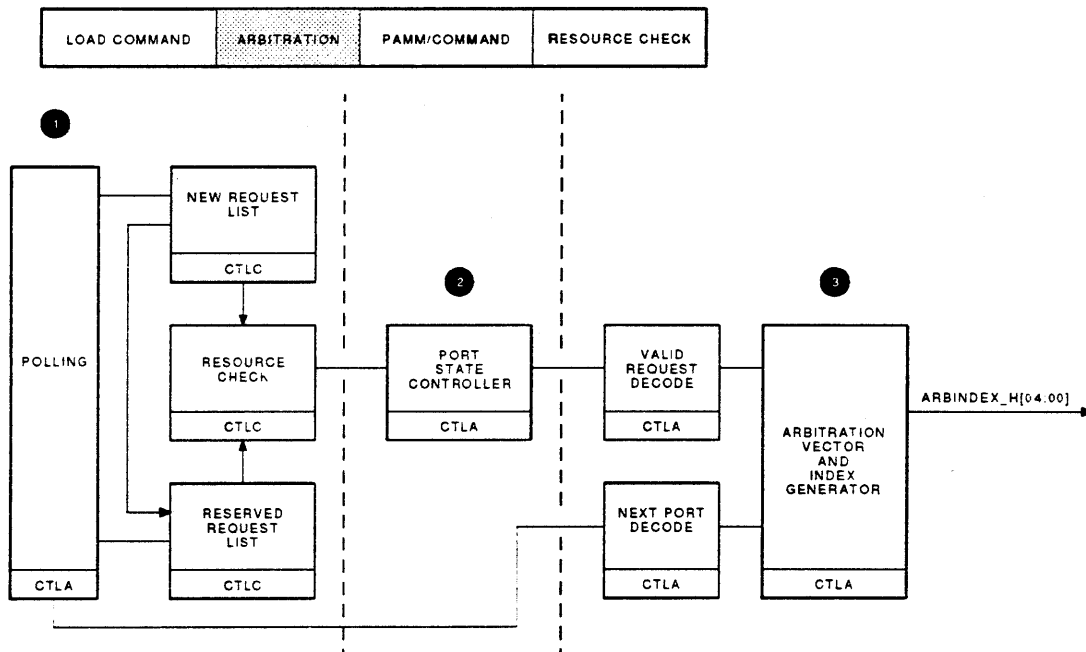 LOAD COMMAND
ARBITRATION
PAMM/COMMAND
RESOURCE CHECK
1
POLLING
CTLA
NEW REQUEST
LIST
CTLC
RESOURCE
CHECK
CTLC
RESERVED
REQUEST
LIST
CTLC
2
PORT
STATE
CONTROLLER
CTLA
VALID
REQUEST
DECODE
CTLA
NEXT PORT
DECODE
CTLA
3
ARBITRATION
VECTOR
AND
INDEX
GENERATOR
CTLA
ARBINDEX_H[04:00]